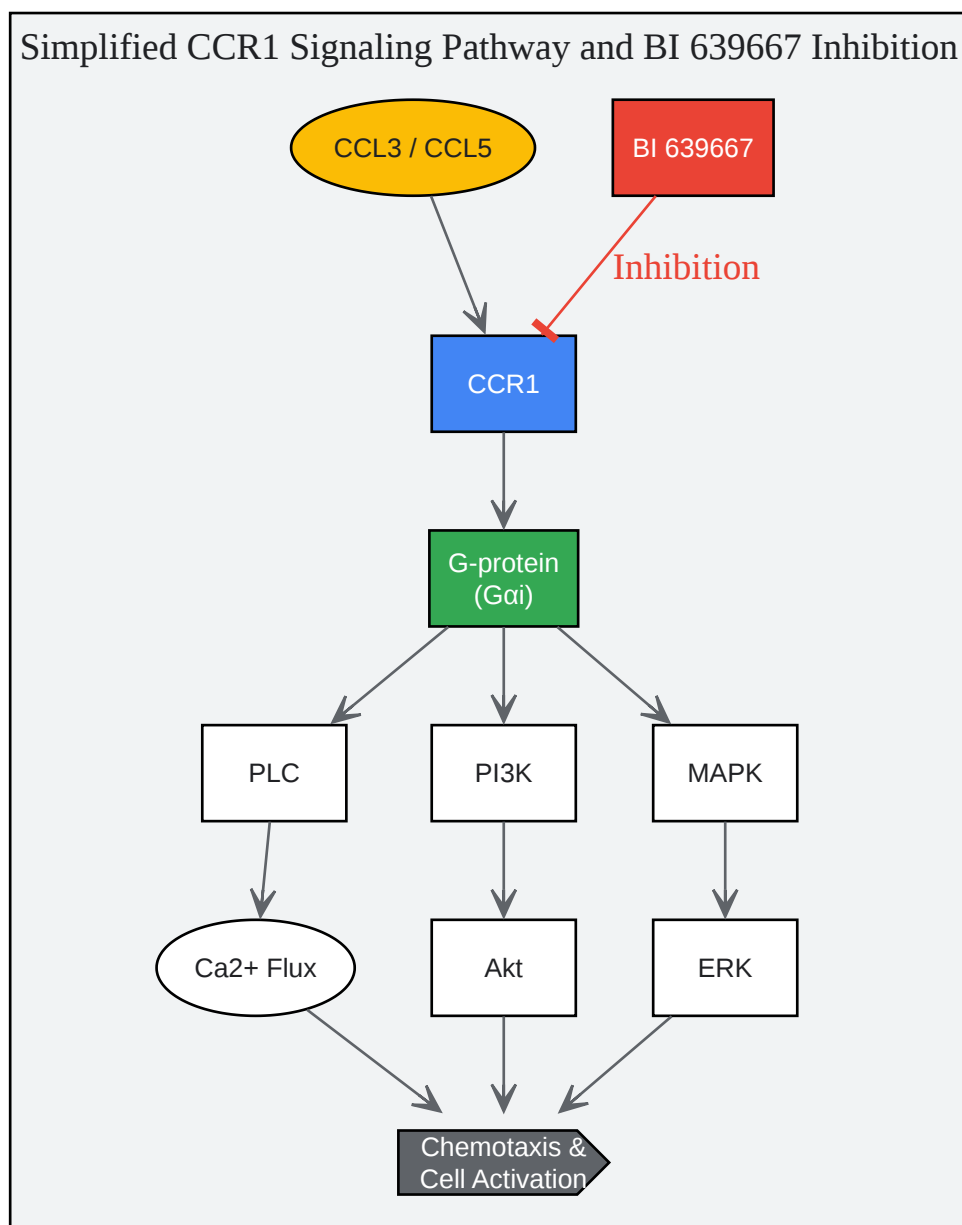 Simplified CCR1 Signaling Pathway and BI 639667 Inhibition
CCL3 / CCL5
BI 639667
Inhibition
CCR1
G-protein
(Gαi)
PLC
PI3K
MAPK
Ca2+ Flux
Akt
ERK
Chemotaxis &
Cell Activation